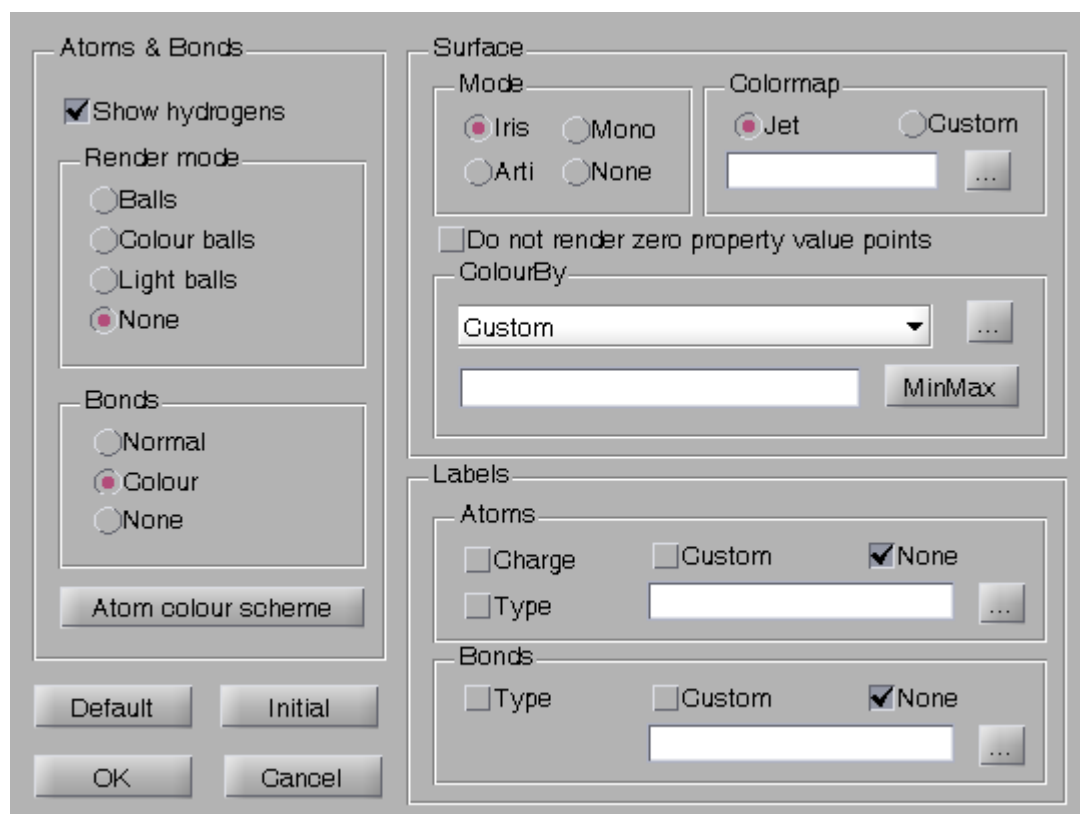 Atoms & Bonds
Show hydrogens
Render mode
Balls
Colour balls
Light balls
None
Bonds
Normal
Colour
None
Atom colour scheme
Default Initial
OK Cancel
Surface
Mode
Iris Mono
Arti None
Colormap
Jet Custom
...
Do not render zero property value points
ColourBy
Custom ...
MinMax
Labels
Atoms
Charge Custom None
Type ...
Bonds
Type Custom None
...